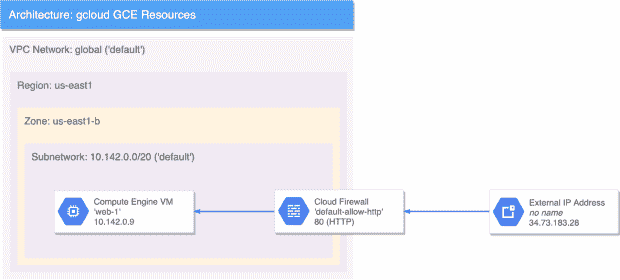 Architecture: gcloud GCE Resources
VPC Network: global ('default')
Region: us-east1
Zone: us-east1-b
Subnetwork: 10.142.0.0/20 ('default')
Compute Engine VM
'web-1'
10.142.0.9
Cloud Firewall
'default-allow-http'
80 (HTTP)
External IP Address
no name
34.73.183.28